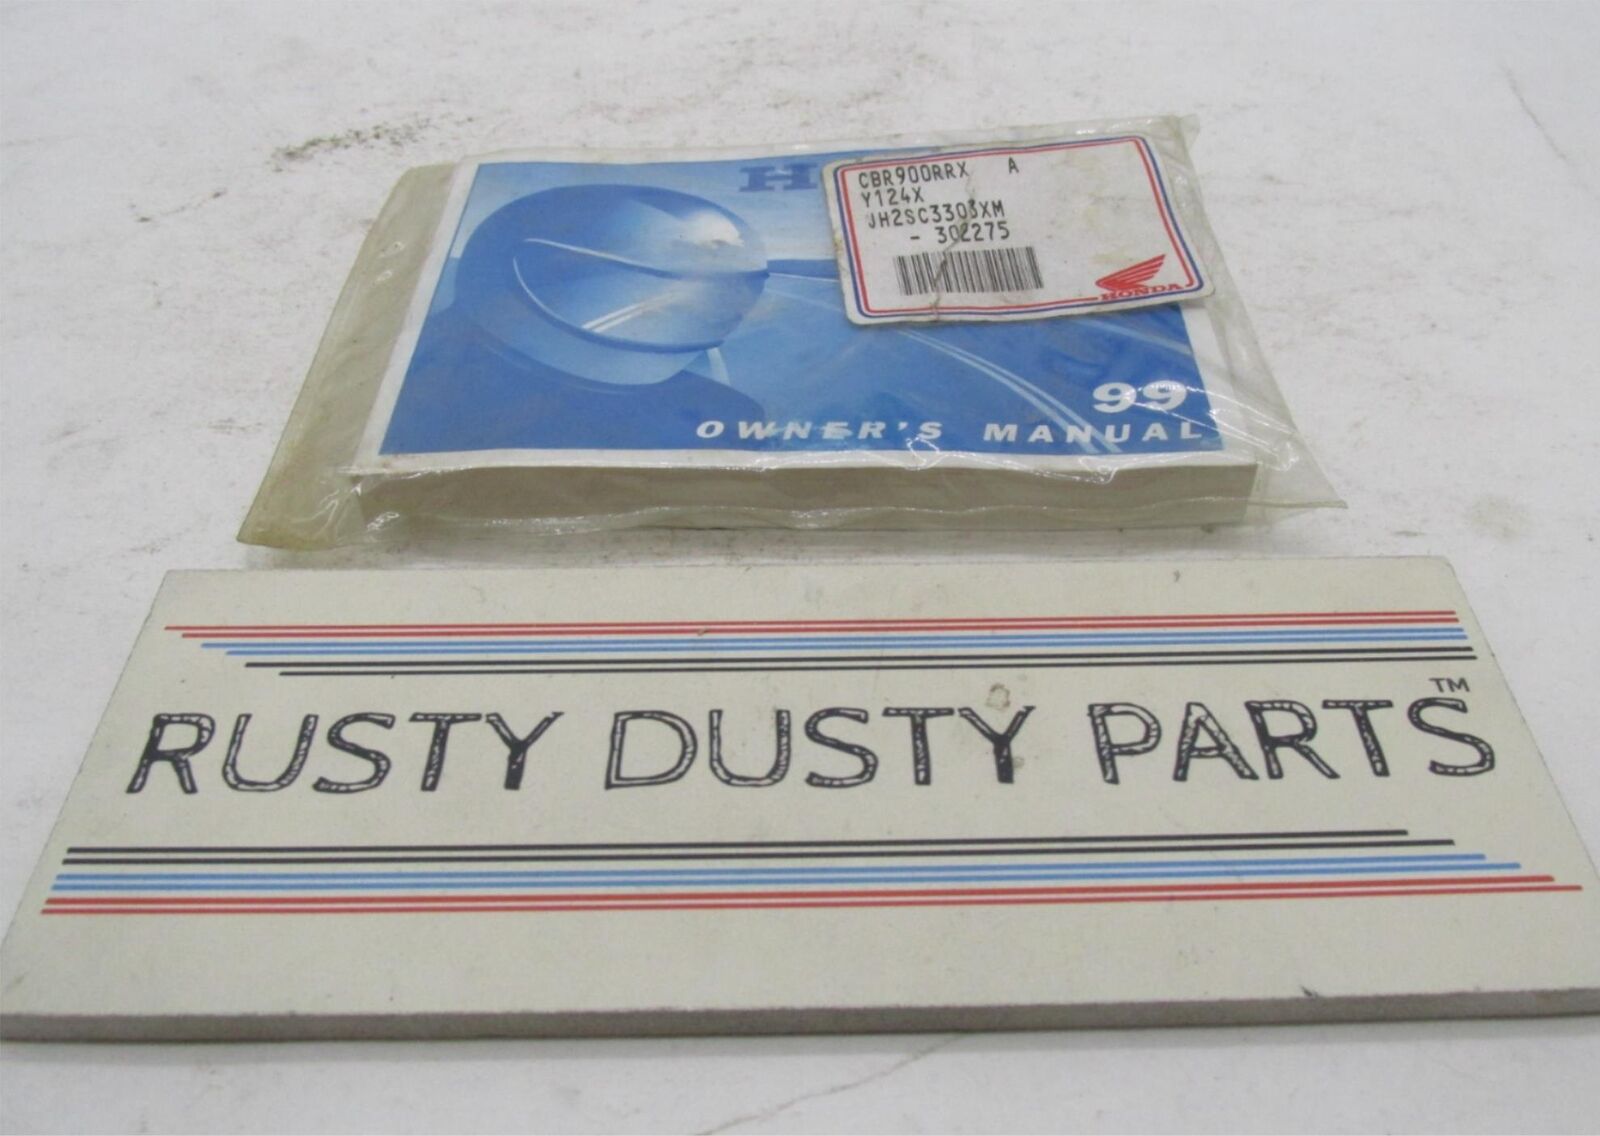 CBR900RRX A
Y124X
JH2SC3303XM
- 302275
HONDA
99
OWNER'S MANUAL
RUSTY DUSTY PARTS™